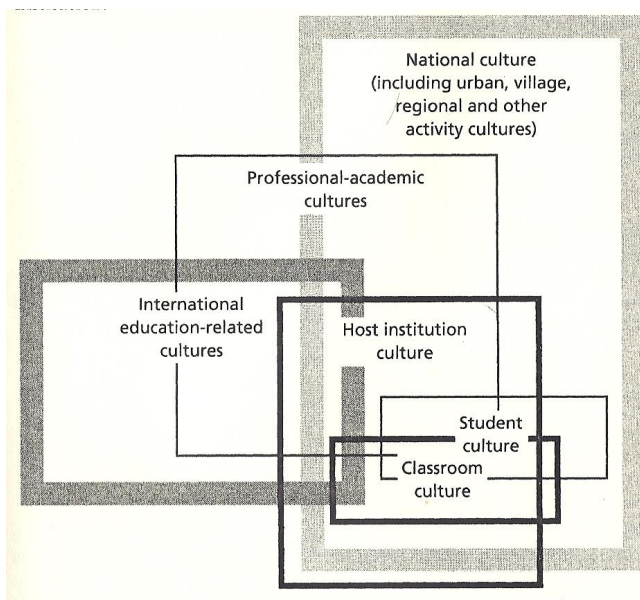 National culture
(including urban, village,
regional and other
activity cultures)
Professional-academic
cultures
International
education-related
cultures
Host institution
culture
Student
culture
Classroom
culture